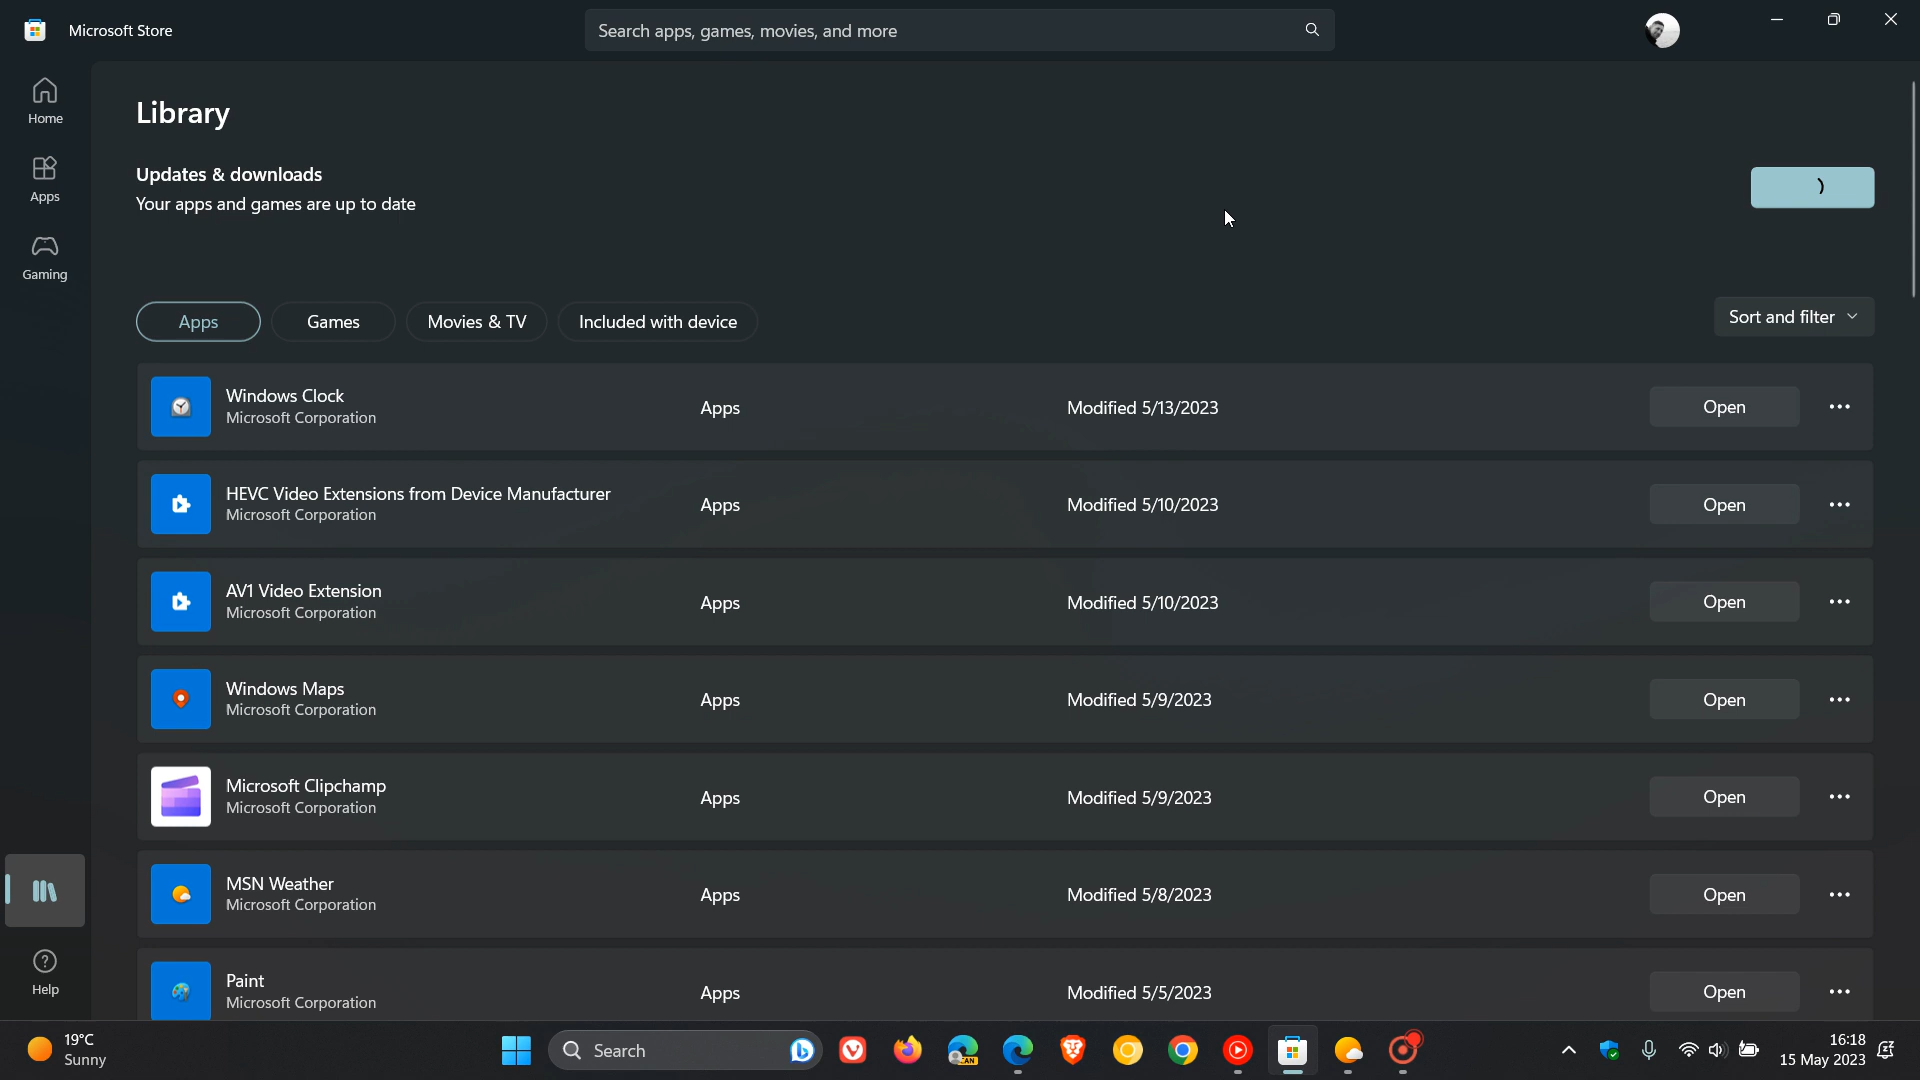 Microsoft Store
Search apps, games, movies, and more
Home
Apps
Gaming
Library
Updates & downloads
Your apps and games are up to date
Apps
Games
Movies & TV
Included with device
Sort and filter
Windows Clock
Microsoft Corporation
Apps
Modified 5/13/2023
Open
HEVC Video Extensions from Device Manufacturer
Microsoft Corporation
Apps
Modified 5/10/2023
Open
AV1 Video Extension
Microsoft Corporation
Apps
Modified 5/10/2023
Open
Windows Maps
Microsoft Corporation
Apps
Modified 5/9/2023
Open
Microsoft Clipchamp
Microsoft Corporation
Apps
Modified 5/9/2023
Open
MSN Weather
Microsoft Corporation
Apps
Modified 5/8/2023
Open
Paint
Microsoft Corporation
Apps
Modified 5/5/2023
Open
Help
19°C
Sunny
Search
CAN
16:18
15 May 2023